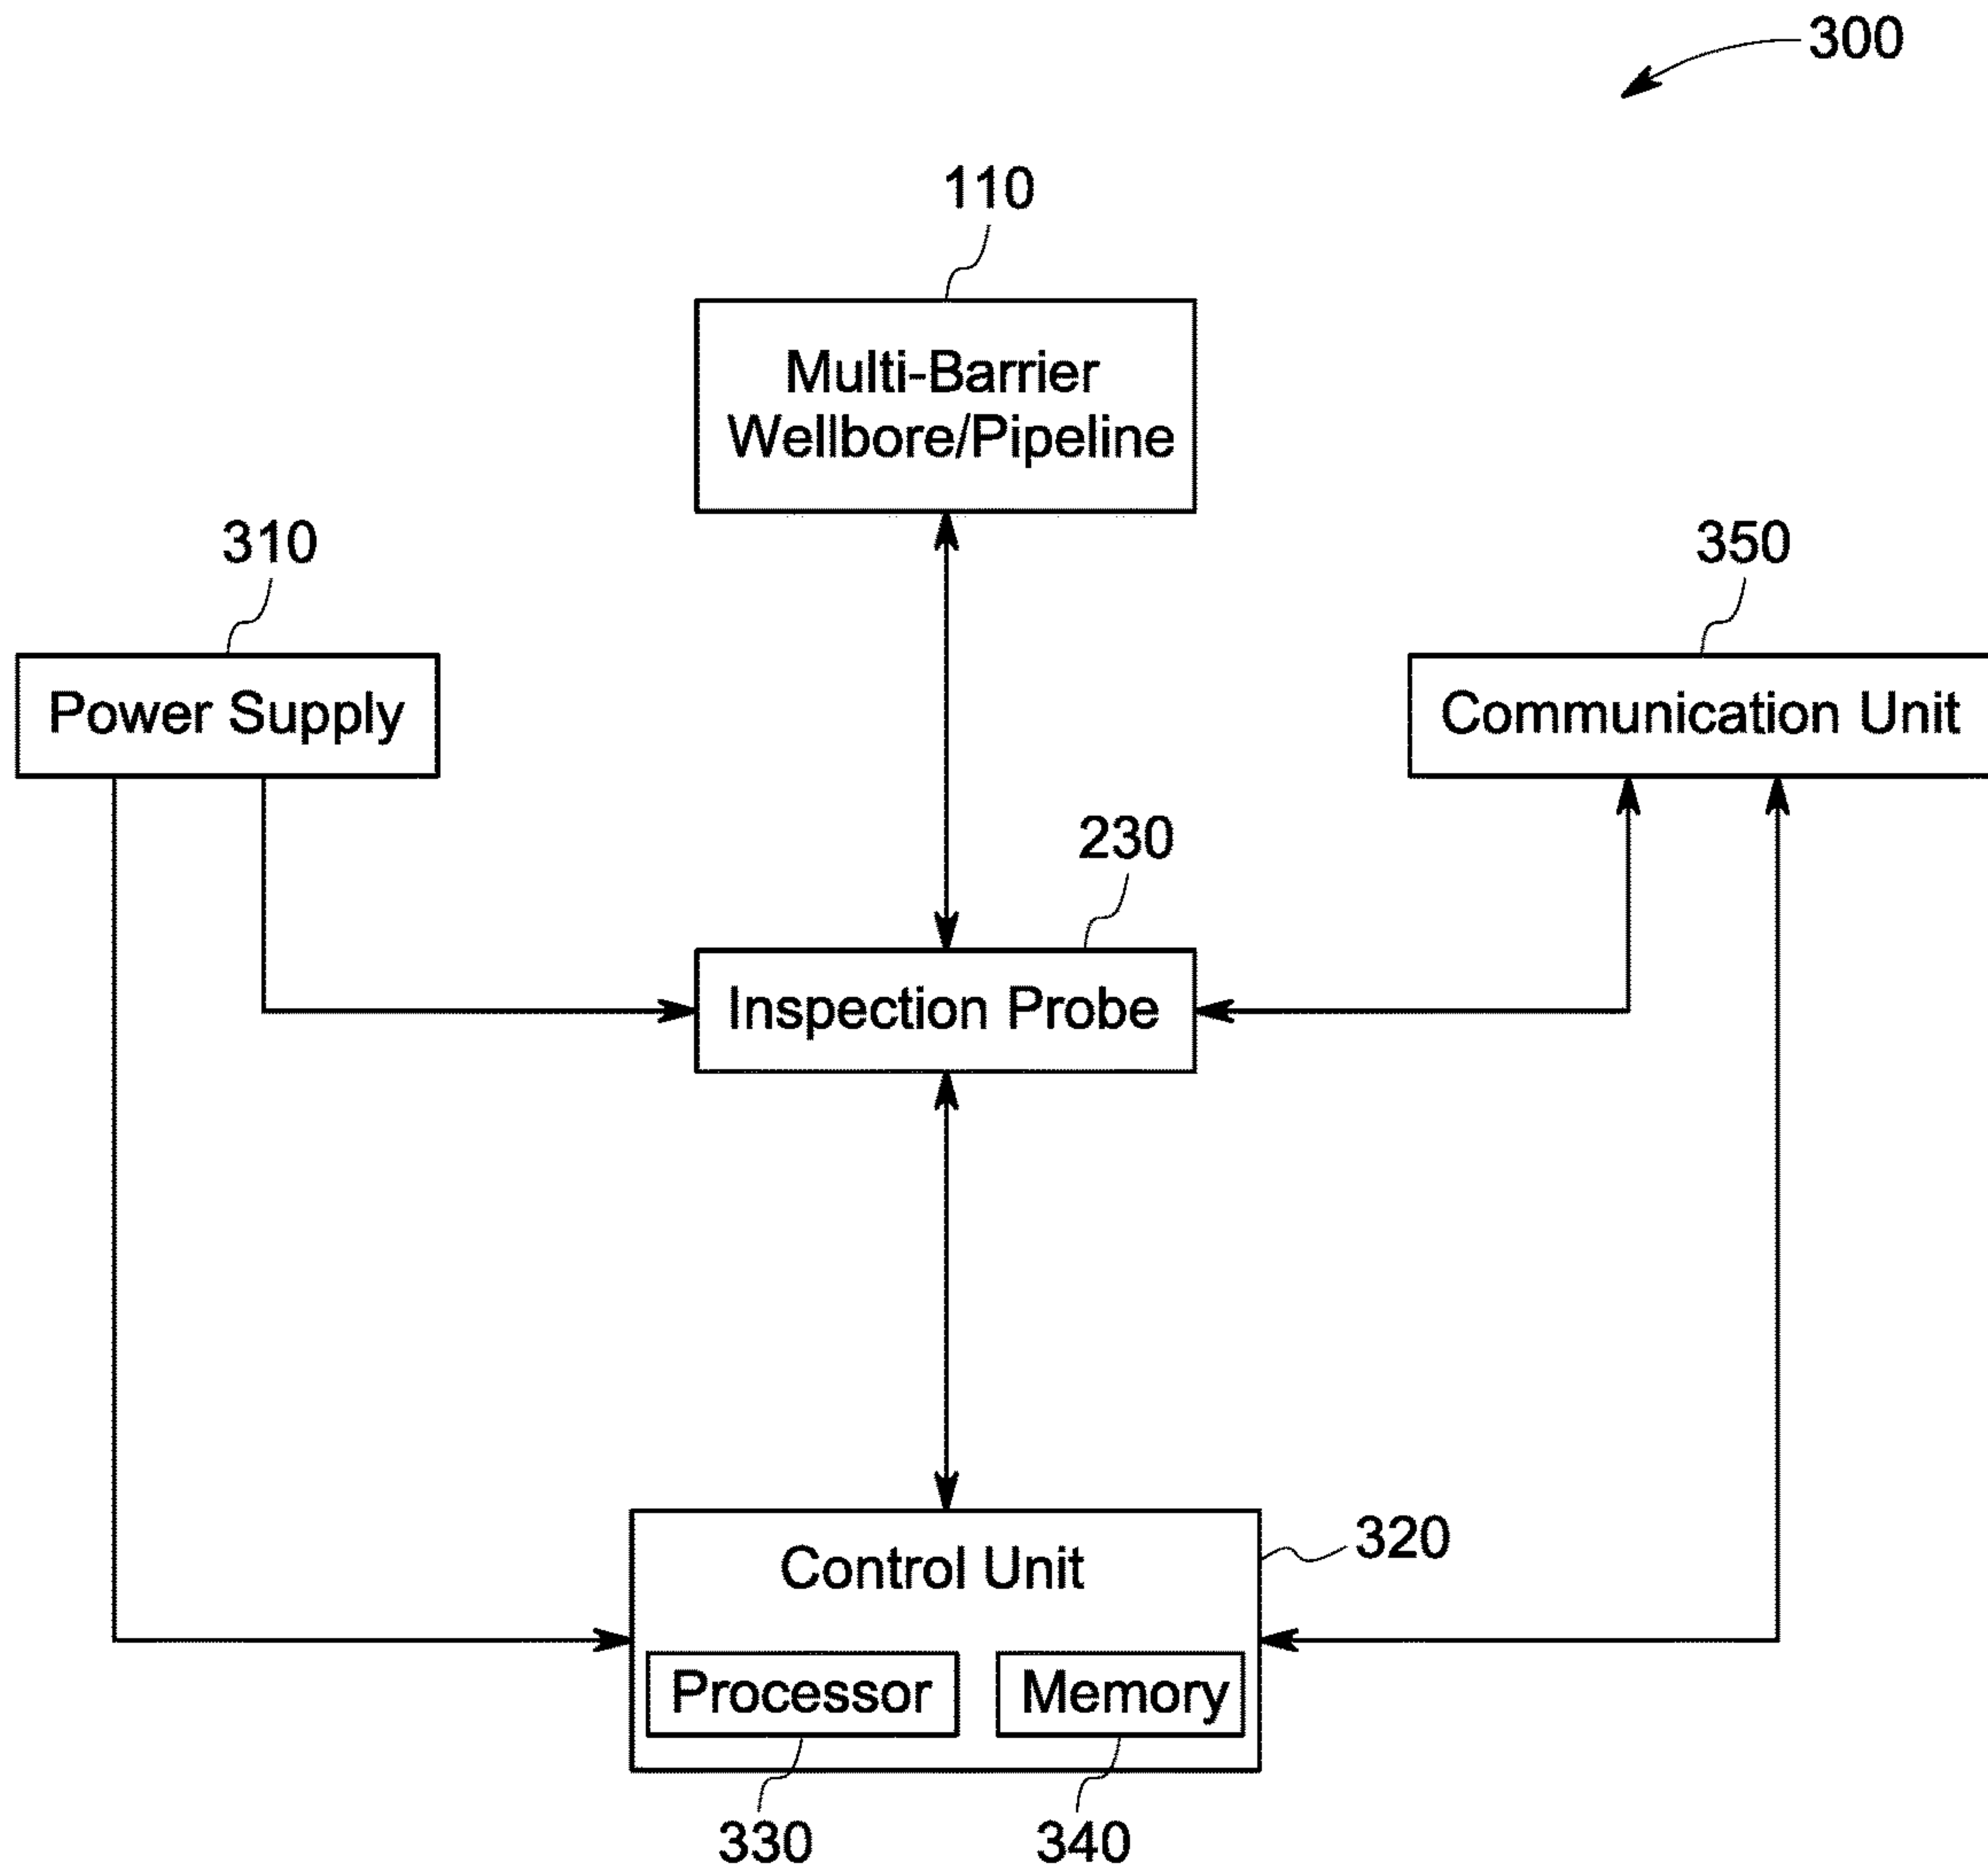 300
110
Multi-Barrier
Wellbore/Pipeline
310
350
Power Supply
Communication Unit
230
Inspection Probe
320
Control Unit
Processor
Memory
330
340